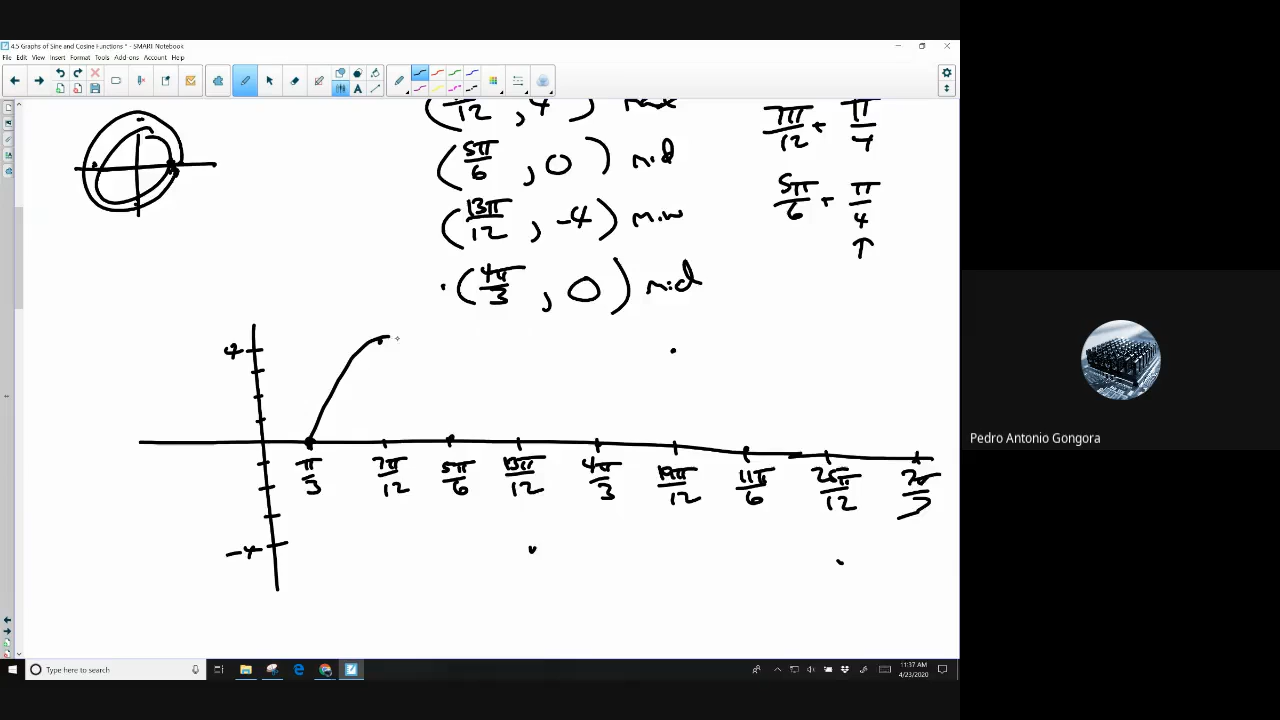 4.5 Graphs of Sine and Cosine Functions * - SMART Notebook
File Edit View Insert Format Tools Add-ons Account Help
12 , 4 )
7π/12 + π/4
(5π/6 , 0) mid
5π/6 + π/4
(13π/12 , -4) min
↑
(4π/3 , 0) mid
4
π/3 7π/12 5π/6 13π/12 4π/3 19π/12 11π/6 25π/12
-4
Pedro Antonio Gongora
Type here to search
11:37 AM
4/23/2020